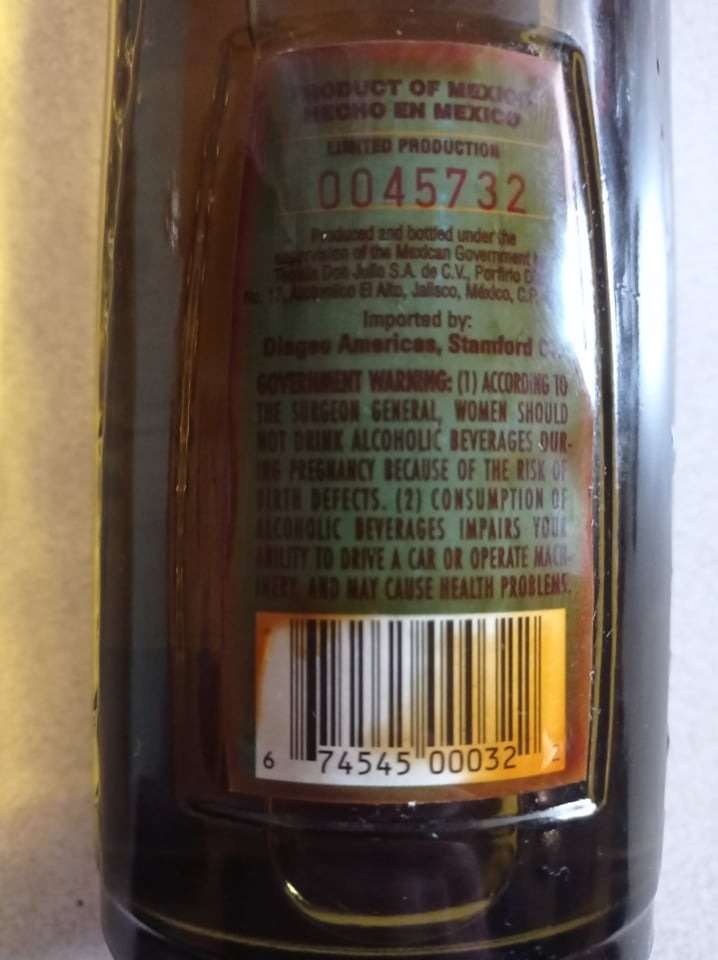 PRODUCT OF MEXICO
HECHO EN MEXICO
LIMITED PRODUCTION
0045732
Produced and bottled under the
supervision of the Mexican Government
Tequila Don Julio S.A. de C.V., Porfirio
No. 17, El Alto, Jalisco, México, C.P.
Imported by:
Diageo Americas, Stamford
GOVERNMENT WARNING: (1) ACCORDING TO
THE SURGEON GENERAL, WOMEN SHOULD
NOT DRINK ALCOHOLIC BEVERAGES DUR-
ING PREGNANCY BECAUSE OF THE RISK OF
BIRTH DEFECTS. (2) CONSUMPTION OF
ALCOHOLIC BEVERAGES IMPAIRS YOUR
ABILITY TO DRIVE A CAR OR OPERATE MACH-
INERY, AND MAY CAUSE HEALTH PROBLEMS.
6 74545 00032 2